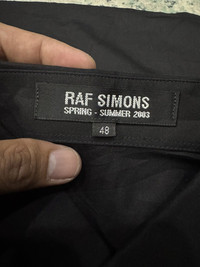 RAF SIMONS
SPRING - SUMMER 2003
48